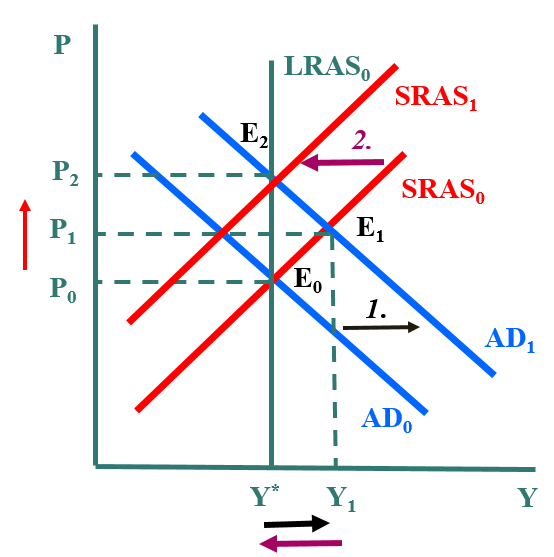 P
LRAS₀
SRAS₁
E₂
2.
P₂
SRAS₀
P₁
E₁
P₀
E₀
1.
AD₁
AD₀
Y*
Y₁
Y